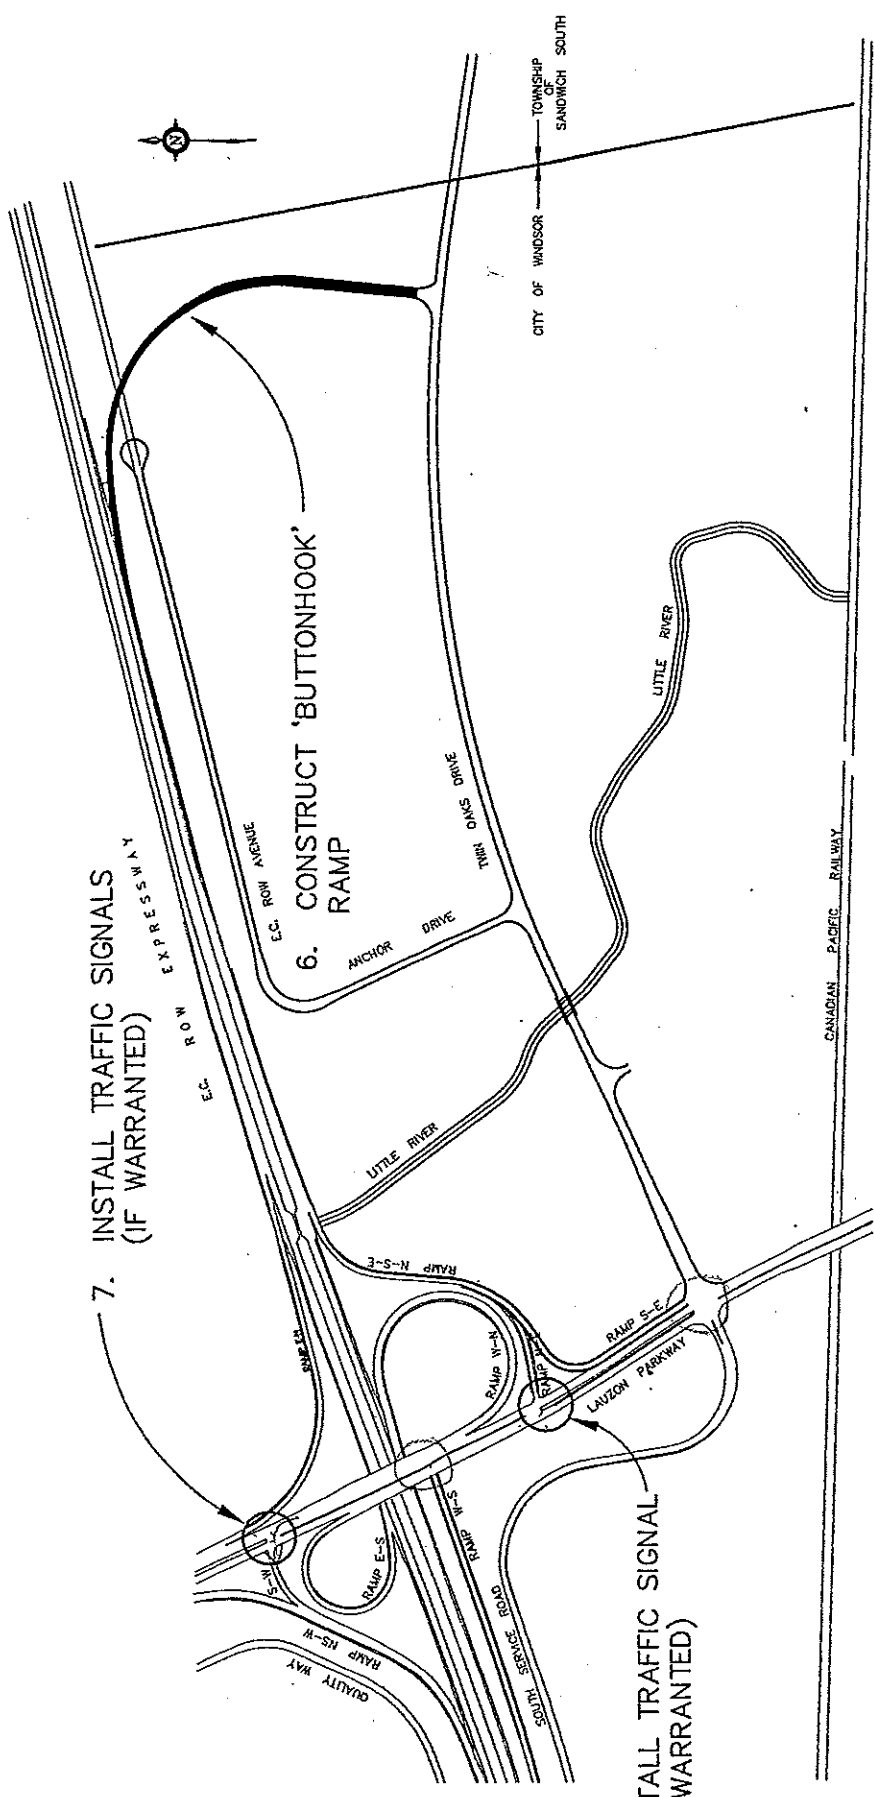 N
TOWNSHIP
OF
SANDWICH SOUTH
CITY OF WINDSOR
7. INSTALL TRAFFIC SIGNALS
(IF WARRANTED)
E.C. ROW EXPRESSWAY
E.C. ROW AVENUE
6. CONSTRUCT 'BUTTONHOOK'
RAMP
ANCHOR DRIVE
TWIN OAKS DRIVE
LITTLE RIVER
LITTLE RIVER
CANADIAN PACIFIC RAILWAY
RAMP N-S-E
RAMP W-N
RAMP
RAMP S-E
LAUZON PARKWAY
RAMP
S-W
RAMP E-S
RAMP W-S
RAMP NS-W
QUALITY WAY
SOUTH SERVICE ROAD
TALL TRAFFIC SIGNAL
WARRANTED)